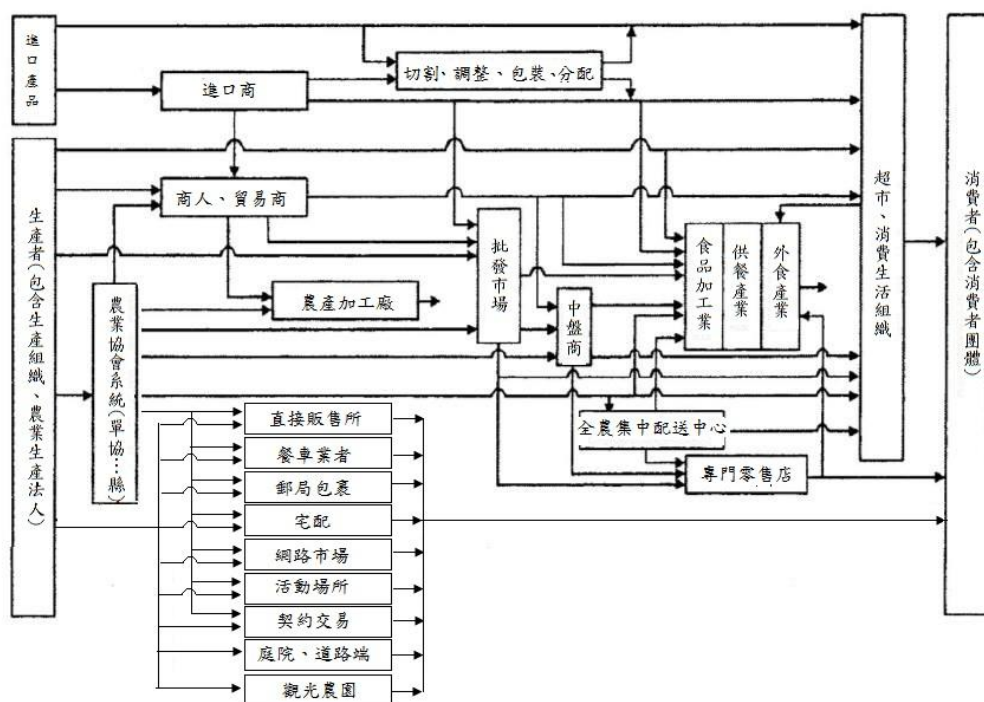 進口產品
切割、調整、包裝、分配
進口商
生產者(包含生產組織、農業生產法人)
商人、貿易商
農業協會系統(單協…縣)
農產加工廠
批發市場
中盤商
食品加工業
供餐產業
外食產業
超市、消費生活組織
消費者(包含消費者團體)
直接販售所
全農集中配送中心
餐車業者
專門零售店
郵局包裹
宅配
網路市場
活動場所
契約交易
庭院、道路端
觀光農園